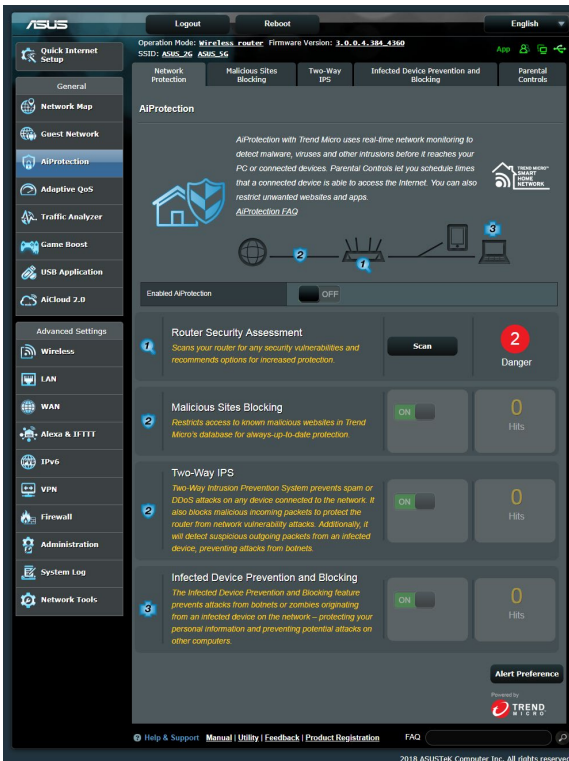 ASUS
Logout
Reboot
English
Quick Internet
Setup
Operation Mode: Wireless router Firmware Version: 3.0.0.4.384_4360
SSID: ASUS_2G ASUS_5G
App
General
Network Map
Guest Network
AiProtection
Adaptive QoS
Traffic Analyzer
Game Boost
USB Application
AiCloud 2.0
Advanced Settings
Wireless
LAN
WAN
Alexa & IFTTT
IPv6
VPN
Firewall
Administration
System Log
Network Tools
Network
Protection
Malicious Sites
Blocking
Two-Way
IPS
Infected Device Prevention and
Blocking
Parental
Controls
AiProtection
AiProtection with Trend Micro uses real-time network monitoring to
detect malware, viruses and other intrusions before it reaches your
PC or connected devices. Parental Controls let you schedule times
that a connected device is able to access the Internet. You can also
restrict unwanted websites and apps.
AiProtection FAQ
TREND MICRO™
SMART
HOME
NETWORK
2
1
3
Enabled AiProtection
OFF
1
Router Security Assessment
Scans your router for any security vulnerabilities and
recommends options for increased protection.
Scan
2
Danger
2
Malicious Sites Blocking
Restricts access to known malicious websites in Trend
Micro's database for always-up-to-date protection.
ON
0
Hits
2
Two-Way IPS
Two-Way Intrusion Prevention System prevents spam or
DDoS attacks on any device connected to the network. It
also blocks malicious incoming packets to protect the
router from network vulnerability attacks. Additionally, it
will detect suspicious outgoing packets from an infected
device, preventing attacks from botnets.
ON
0
Hits
3
Infected Device Prevention and Blocking
The Infected Device Prevention and Blocking feature
prevents attacks from botnets or zombies originating
from an infected device on the network – protecting your
personal information and preventing potential attacks on
other computers.
ON
0
Hits
Alert Preference
Powered by
TREND
MICRO
Help & Support Manual | Utility | Feedback | Product Registration FAQ
2018 ASUSTeK Computer Inc. All rights reserved